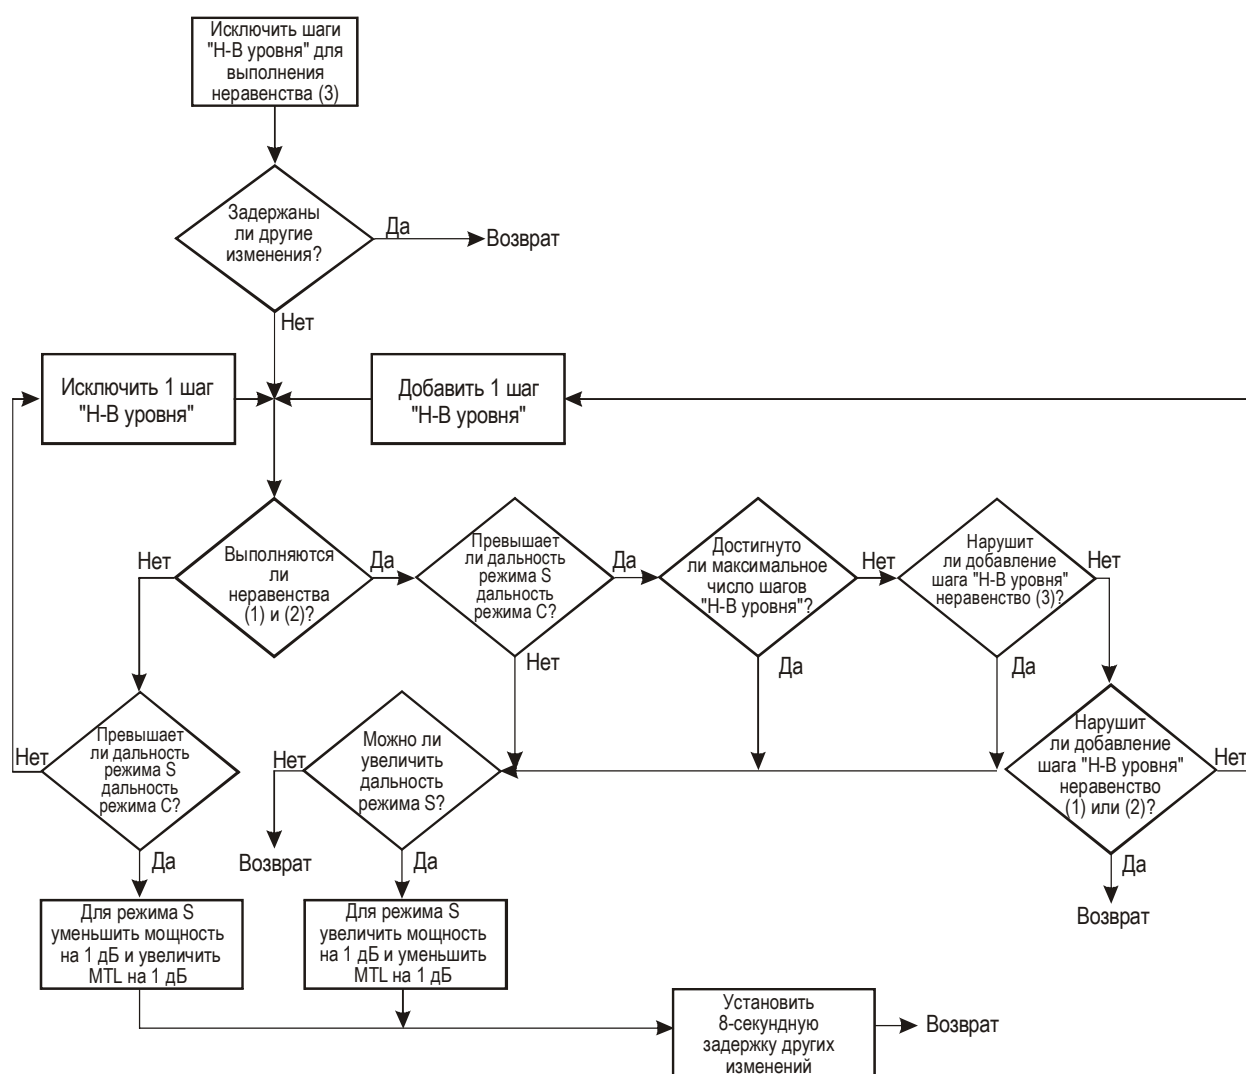 Исключить шаги
"Н-В уровня" для
выполнения
неравенства (3)
Задержаны
ли другие
изменения?
Да
Возврат
Нет
Исключить 1 шаг
"Н-В уровня"
Добавить 1 шаг
"Н-В уровня"
Нет
Выполняются
ли
неравенства
(1) и (2)?
Да
Превышает
ли дальность
режима S
дальность
режима C?
Да
Достигнуто
ли максимальное
число шагов
"Н-В уровня"?
Нет
Нарушит
ли добавление
шага "Н-В уровня"
неравенство (3)?
Нет
Нет
Да
Да
Нет
Превышает
ли дальность
режима S
дальность
режима C?
Нет
Можно ли
увеличить
дальность
режима S?
Нарушит
ли добавление
шага "Н-В уровня"
неравенство
(1) или (2)?
Нет
Да
Возврат
Да
Да
Возврат
Для режима S
уменьшить мощность
на 1 дБ и увеличить
MTL на 1 дБ
Для режима S
увеличить мощность
на 1 дБ и уменьшить
MTL на 1 дБ
Установить
8-секундную
задержку других
изменений
Возврат